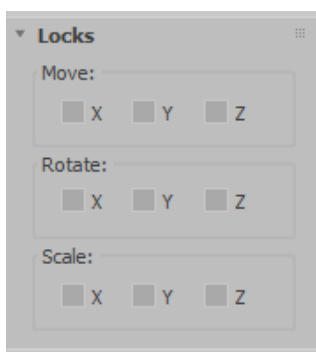 Locks
Move:
X Y Z
Rotate:
X Y Z
Scale:
X Y Z